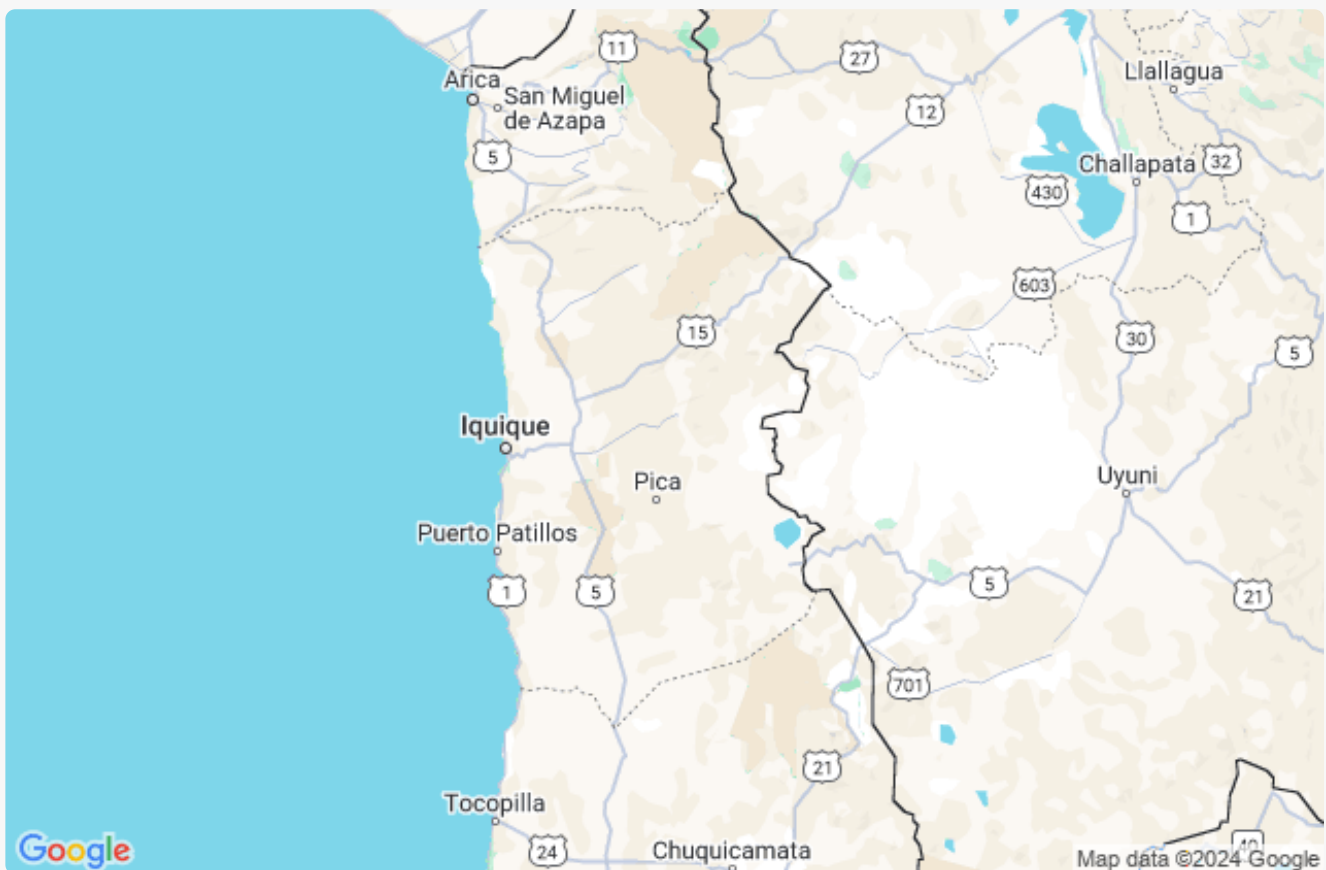 11
27
Llallagua
Arica
San Miguel
de Azapa
12
5
Challapata
32
430
1
603
15
30
5
Iquique
Pica
Uyuni
Puerto Patillos
1
5
5
21
701
21
Tocopilla
24
Chuquicamata
40
Google
Map data ©2024 Google